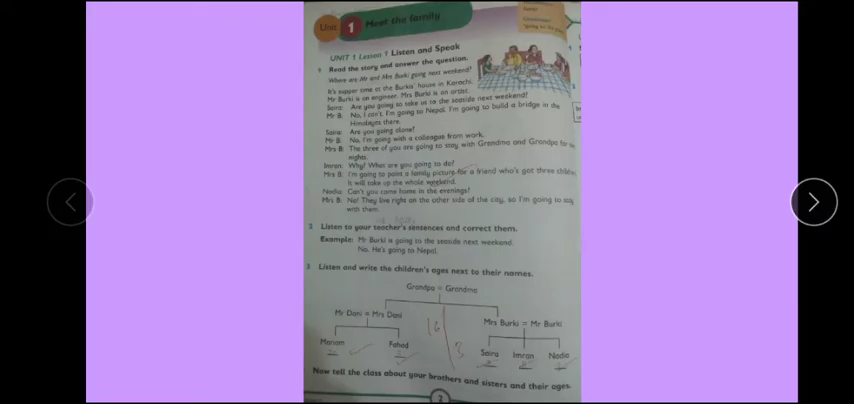 Unit 1 Meet the family
going to (to go)
UNIT 1 Lesson 1 Listen and Speak
1 Read the story and answer the question.
Where are Mr and Mrs Burki going next weekend?
It's supper time at the Burkis' house in Karachi.
Mr Burki is an engineer. Mrs Burki is an artist.
Saira: Are you going to take us to the seaside next weekend?
Mr B: No, I can't. I'm going to Nepal. I'm going to build a bridge in the
Himalayas there.
Saira: Are you going alone?
Mr B: No, I'm going with a colleague from work.
Mrs B: The three of you are going to stay with Grandma and Grandpa for
nights.
Imran: Why? What are you going to do?
Mrs B: I'm going to paint a family picture for a friend who's got three children
It will take up the whole weekend.
Nadia: Can't you come home in the evenings?
Mrs B: No! They live right on the other side of the city, so I'm going to stay
with them.
2 Listen to your teacher's sentences and correct them.
Example: Mr Burki is going to the seaside next weekend.
No. He's going to Nepal.
3 Listen and write the children's ages next to their names.
Grandpa = Grandma
Mr Dani = Mrs Dani
Mrs Burki = Mr Burki
16
3
Mariam Fahad
Saira Imran Nadia
Now tell the class about your brothers and sisters and their ages.
2